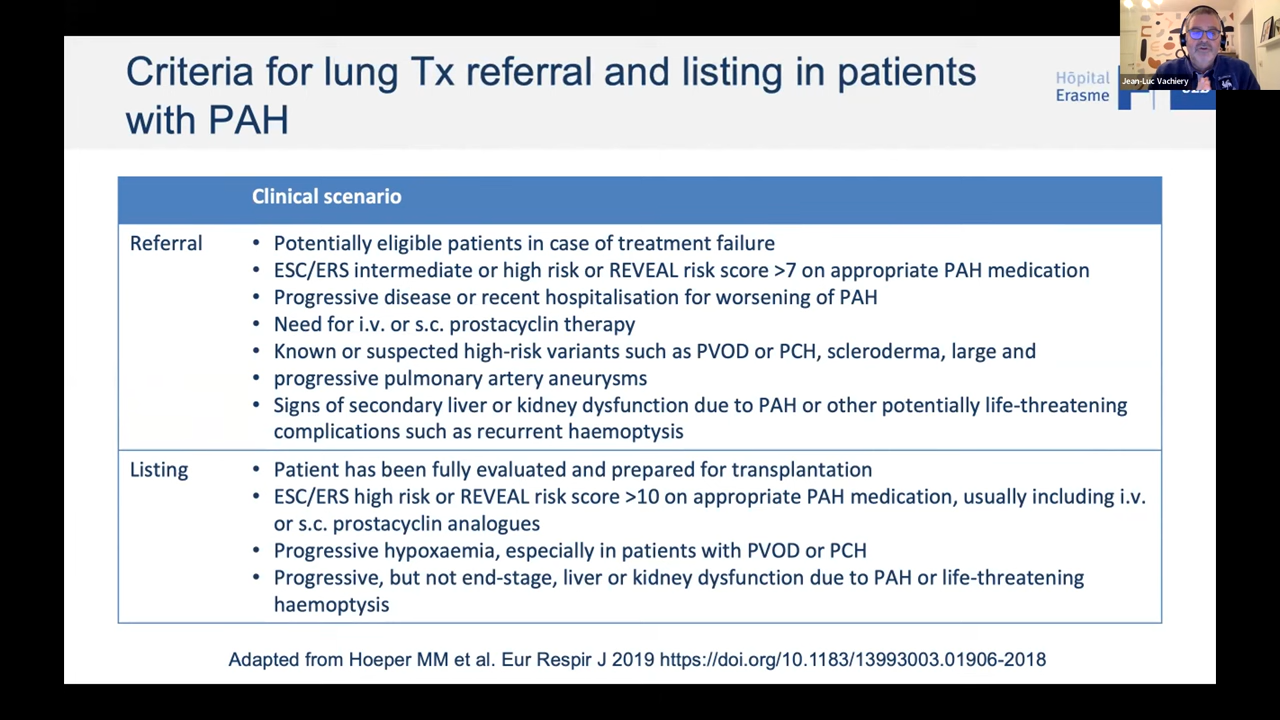 Criteria for lung Tx referral and listing in patients
with PAH
Hôpital
Erasme
Jean-Luc Vachiery
Clinical scenario
Referral
• Potentially eligible patients in case of treatment failure
• ESC/ERS intermediate or high risk or REVEAL risk score >7 on appropriate PAH medication
• Progressive disease or recent hospitalisation for worsening of PAH
• Need for i.v. or s.c. prostacyclin therapy
• Known or suspected high-risk variants such as PVOD or PCH, scleroderma, large and
• progressive pulmonary artery aneurysms
• Signs of secondary liver or kidney dysfunction due to PAH or other potentially life-threatening
complications such as recurrent haemoptysis
Listing
• Patient has been fully evaluated and prepared for transplantation
• ESC/ERS high risk or REVEAL risk score >10 on appropriate PAH medication, usually including i.v.
or s.c. prostacyclin analogues
• Progressive hypoxaemia, especially in patients with PVOD or PCH
• Progressive, but not end-stage, liver or kidney dysfunction due to PAH or life-threatening
haemoptysis
Adapted from Hoeper MM et al. Eur Respir J 2019 https://doi.org/10.1183/13993003.01906-2018